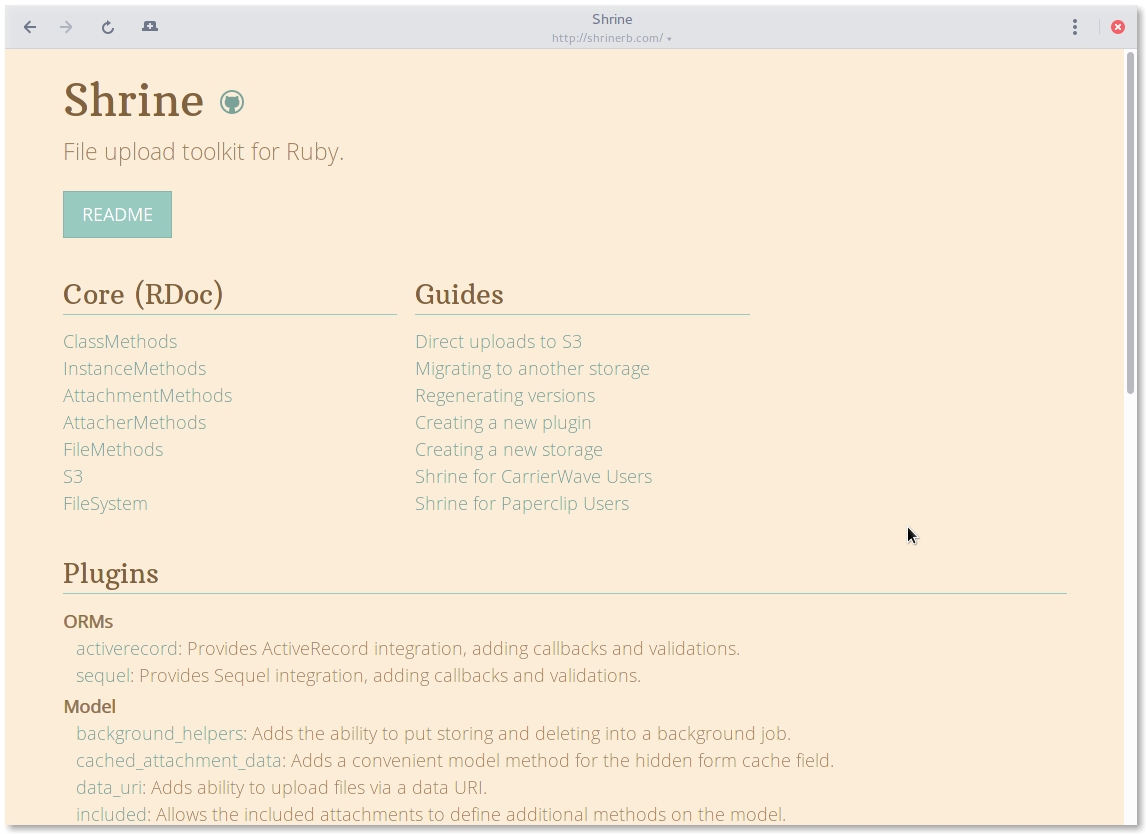 Shrine
http://shrinerb.com/
Shrine
File upload toolkit for Ruby.
README
Core (RDoc)
ClassMethods
InstanceMethods
AttachmentMethods
AttacherMethods
FileMethods
S3
FileSystem
Guides
Direct uploads to S3
Migrating to another storage
Regenerating versions
Creating a new plugin
Creating a new storage
Shrine for CarrierWave Users
Shrine for Paperclip Users
Plugins
ORMs
activerecord: Provides ActiveRecord integration, adding callbacks and validations.
sequel: Provides Sequel integration, adding callbacks and validations.
Model
background_helpers: Adds the ability to put storing and deleting into a background job.
cached_attachment_data: Adds a convenient model method for the hidden form cache field.
data_uri: Adds ability to upload files via a data URI.
included: Allows the included attachments to define additional methods on the model.